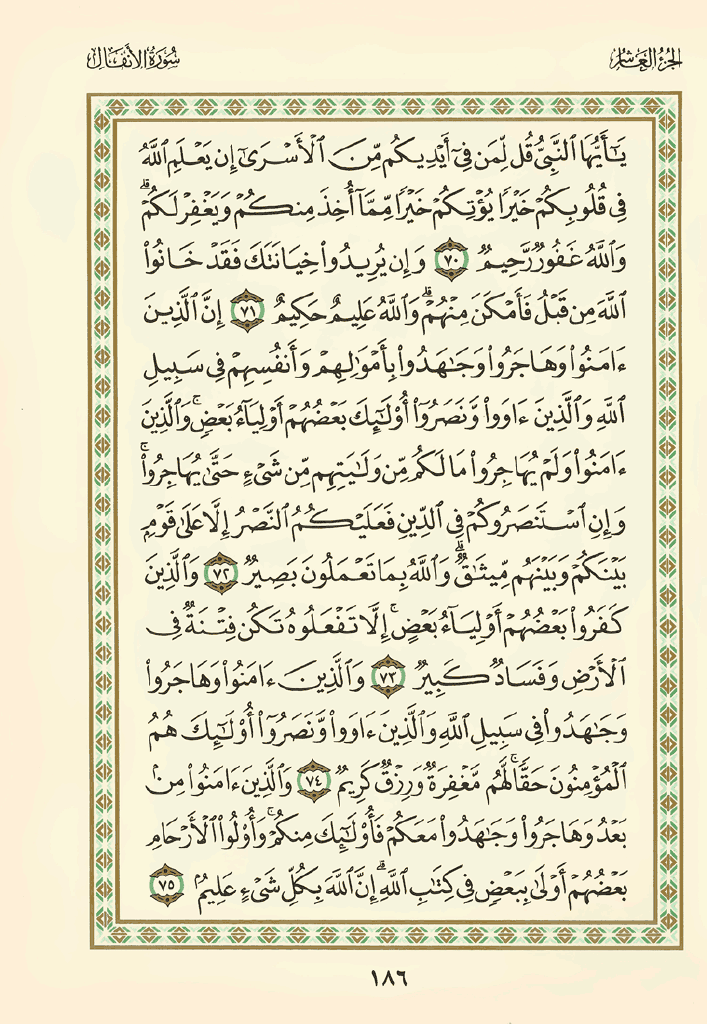 الجزء العاشر
سورة الأنفال
يَـٰٓأَيُّهَا ٱلنَّبِىُّ قُل لِّمَن فِىٓ أَيْدِيكُم مِّنَ ٱلْأَسْرَىٰٓ إِن يَعْلَمِ ٱللَّهُ
فِى قُلُوبِكُمْ خَيْرًا يُؤْتِكُمْ خَيْرًا مِّمَّآ أُخِذَ مِنكُمْ وَيَغْفِرْ لَكُمْ ۗ
وَٱللَّهُ غَفُورٌ رَّحِيمٌ ٧٠ وَإِن يُرِيدُوا۟ خِيَانَتَكَ فَقَدْ خَانُوا۟
ٱللَّهَ مِن قَبْلُ فَأَمْكَنَ مِنْهُمْ ۗ وَٱللَّهُ عَلِيمٌ حَكِيمٌ ٧١ إِنَّ ٱلَّذِينَ
ءَامَنُوا۟ وَهَاجَرُوا۟ وَجَـٰهَدُوا۟ بِأَمْوَٰلِهِمْ وَأَنفُسِهِمْ فِى سَبِيلِ
ٱللَّهِ وَٱلَّذِينَ ءَاوَوا۟ وَّنَصَرُوٓا۟ أُو۟لَـٰٓئِكَ بَعْضُهُمْ أَوْلِيَآءُ بَعْضٍ ۚ وَٱلَّذِينَ
ءَامَنُوا۟ وَلَمْ يُهَاجِرُوا۟ مَا لَكُم مِّن وَلَـٰيَتِهِم مِّن شَىْءٍ حَتَّىٰ يُهَاجِرُوا۟ ۚ
وَإِنِ ٱسْتَنصَرُوكُمْ فِى ٱلدِّينِ فَعَلَيْكُمُ ٱلنَّصْرُ إِلَّا عَلَىٰ قَوْمٍۭ
بَيْنَكُمْ وَبَيْنَهُم مِّيثَـٰقٌ ۗ وَٱللَّهُ بِمَا تَعْمَلُونَ بَصِيرٌ ٧٢ وَٱلَّذِينَ
كَفَرُوا۟ بَعْضُهُمْ أَوْلِيَآءُ بَعْضٍ ۚ إِلَّا تَفْعَلُوهُ تَكُن فِتْنَةٌ فِى
ٱلْأَرْضِ وَفَسَادٌ كَبِيرٌ ٧٣ وَٱلَّذِينَ ءَامَنُوا۟ وَهَاجَرُوا۟
وَجَـٰهَدُوا۟ فِى سَبِيلِ ٱللَّهِ وَٱلَّذِينَ ءَاوَوا۟ وَّنَصَرُوٓا۟ أُو۟لَـٰٓئِكَ هُمُ
ٱلْمُؤْمِنُونَ حَقًّا ۚ لَّهُم مَّغْفِرَةٌ وَرِزْقٌ كَرِيمٌ ٧٤ وَٱلَّذِينَ ءَامَنُوا۟ مِنۢ
بَعْدُ وَهَاجَرُوا۟ وَجَـٰهَدُوا۟ مَعَكُمْ فَأُو۟لَـٰٓئِكَ مِنكُمْ ۚ وَأُو۟لُوا۟ ٱلْأَرْحَامِ
بَعْضُهُمْ أَوْلَىٰ بِبَعْضٍ فِى كِتَـٰبِ ٱللَّهِ ۗ إِنَّ ٱللَّهَ بِكُلِّ شَىْءٍ عَلِيمٌۢ ٧٥
١٨٦